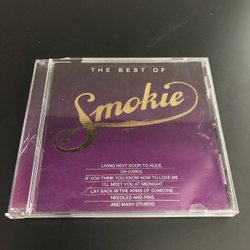 THE BEST OF
Smokie
LIVING NEXT DOOR TO ALICE
OH CAROL
IF YOU THINK YOU KNOW HOW TO LOVE ME
I'LL MEET YOU AT MIDNIGHT
LAY BACK IN THE ARMS OF SOMEONE
NEEDLES AND PINS
AND MANY OTHERS